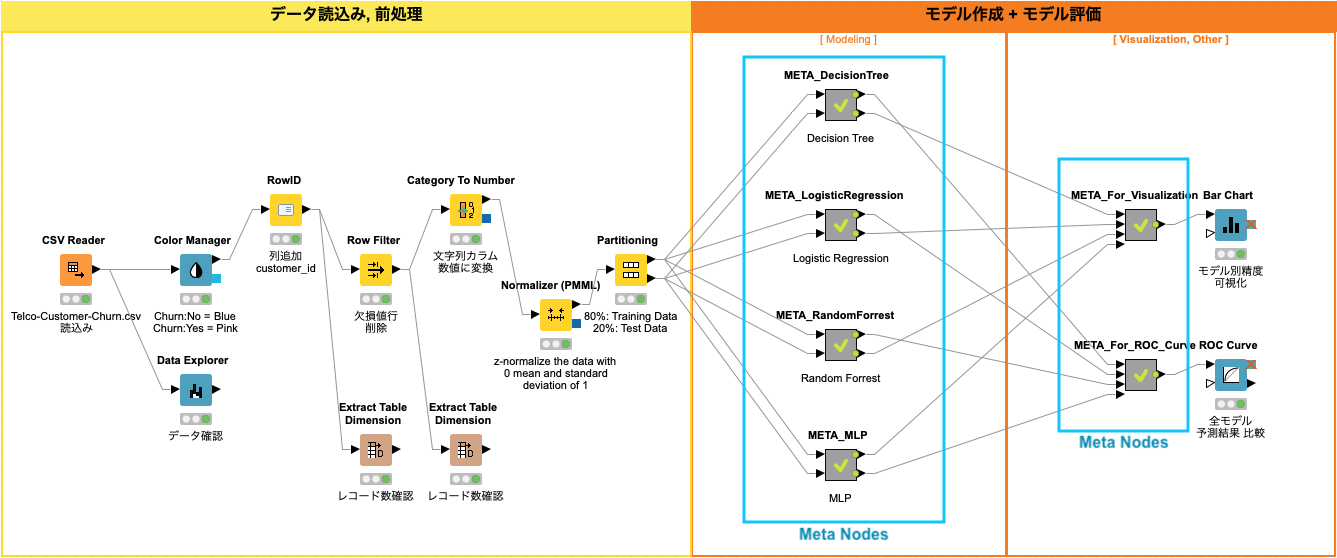 データ読込み, 前処理
モデル作成 + モデル評価
[ Modeling ]
[ Visualization, Other ]
META_DecisionTree
Decision Tree
RowID
列追加
customer_id
Category To Number
文字列カラム
数値に変換
META_LogisticRegression
Logistic Regression
META_For_Visualization
Bar Chart
モデル別精度
可視化
CSV Reader
Telco-Customer-Churn.csv
読込み
Color Manager
Churn:No = Blue
Churn:Yes = Pink
Row Filter
欠損値行
削除
Partitioning
80%: Training Data
20%: Test Data
Normalizer (PMML)
z-normalize the data with
0 mean and standard
deviation of 1
META_RandomForrest
Random Forrest
META_For_ROC_Curve
ROC Curve
全モデル
予測結果 比較
Data Explorer
データ確認
Extract Table
Dimension
レコード数確認
Extract Table
Dimension
レコード数確認
META_MLP
MLP
Meta Nodes
Meta Nodes